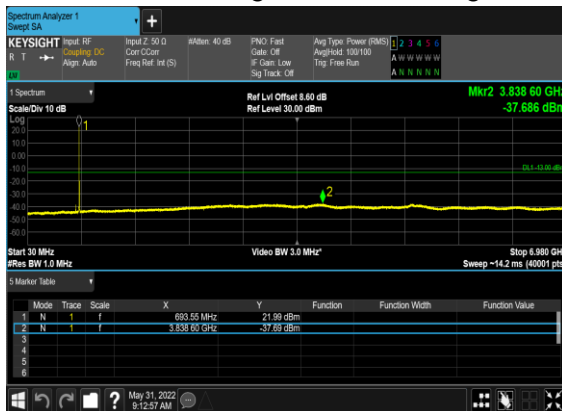 Spectrum Analyzer 1
Swept SA
KEYSIGHT
R T
Input: RF
Coupling: DC
Align: Auto
Input Z: 50 Ω
Corr CCorr
Freq Ref: Int (S)
#Atten: 40 dB
PNO: Fast
Gate: Off
IF Gain: Low
Sig Track: Off
Avg Type: Power (RMS)
Avg|Hold: 100/100
Trig: Free Run
1 2 3 4 5 6
A W W W W W
A N N N N N
1 Spectrum
Scale/Div 10 dB
Ref Lvl Offset 8.60 dB
Ref Level 30.00 dBm
Mkr2 3.838 60 GHz
-37.686 dBm
Log
20.0
10.0
0.00
-10.0
-20.0
-30.0
-40.0
-50.0
-60.0
1
2
DL1 -13.00 dBm
Start 30 MHz
#Res BW 1.0 MHz
Video BW 3.0 MHz*
Stop 6.980 GHz
Sweep ~14.2 ms (40001 pts)
5 Marker Table
Mode Trace Scale X Y Function Function Width Function Value
1 N 1 f 693.55 MHz 21.99 dBm
2 N 1 f 3.838 60 GHz -37.69 dBm
3
4
5
6
?
May 31, 2022
9:12:57 AM